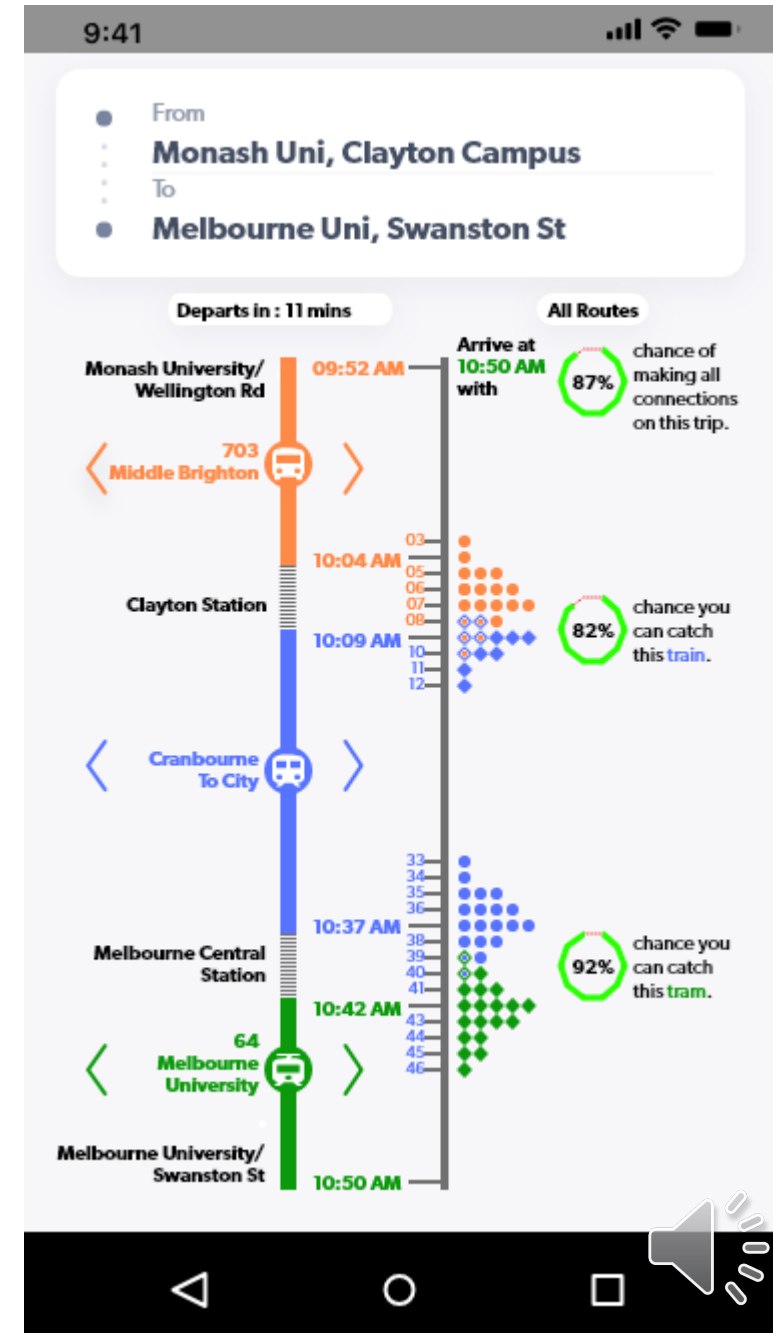 9:41
From
Monash Uni, Clayton Campus
To
Melbourne Uni, Swanston St
Departs in : 11 mins
All Routes
Monash University/
Wellington Rd
09:52 AM
Arrive at
10:50 AM
with
87%
chance of
making all
connections
on this trip.
703
Middle Brighton
03
10:04 AM
05
06
07
08
Clayton Station
10:09 AM
10
11
12
82%
chance you
can catch
this train.
Cranbourne
To City
33
34
35
36
10:37 AM
38
39
40
41
Melbourne Central
Station
10:42 AM
43
44
45
46
92%
chance you
can catch
this tram.
64
Melbourne
University
Melbourne University/
Swanston St
10:50 AM